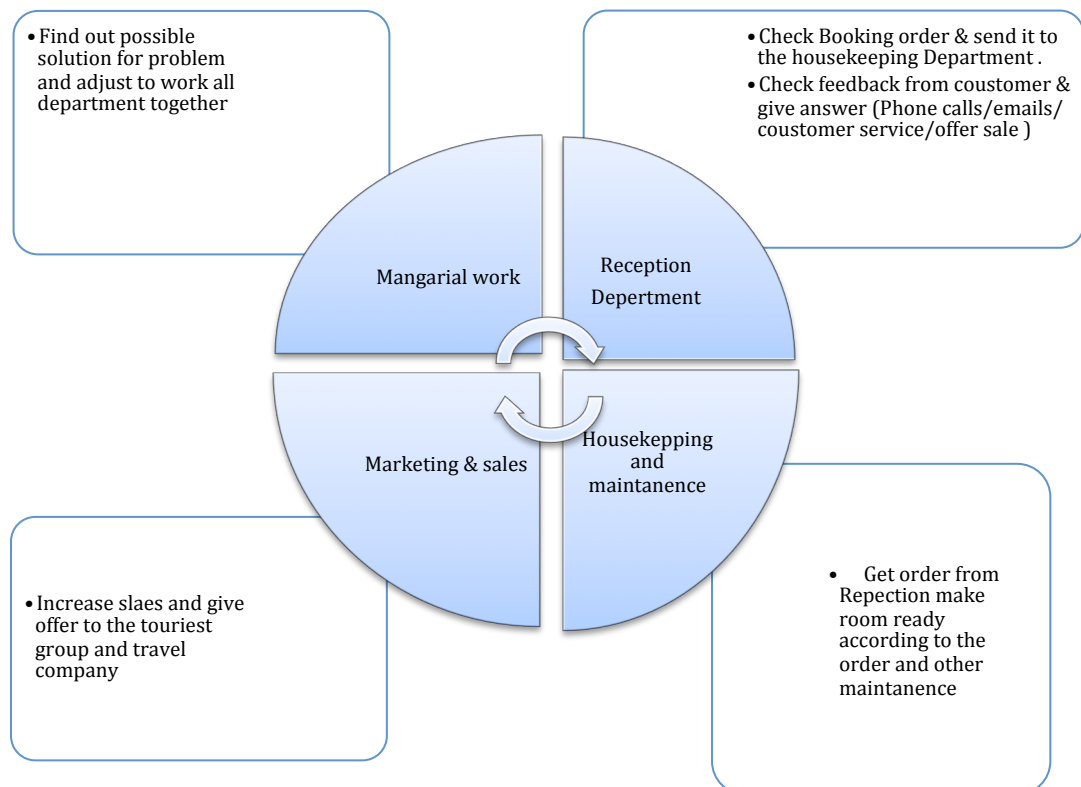 • Find out possible
solution for problem
and adjust to work all
department together
• Check Booking order & send it to
the housekeeping Department .
• Check feedback from coustomer &
give answer (Phone calls/emails/
coustomer service/offer sale )
Mangarial work
Reception
Depertment
Marketing & sales
Housekepping
and
maintanence
• Increase slaes and give
offer to the touriest
group and travel
company
• Get order from
Repection make
room ready
according to the
order and other
maintanence